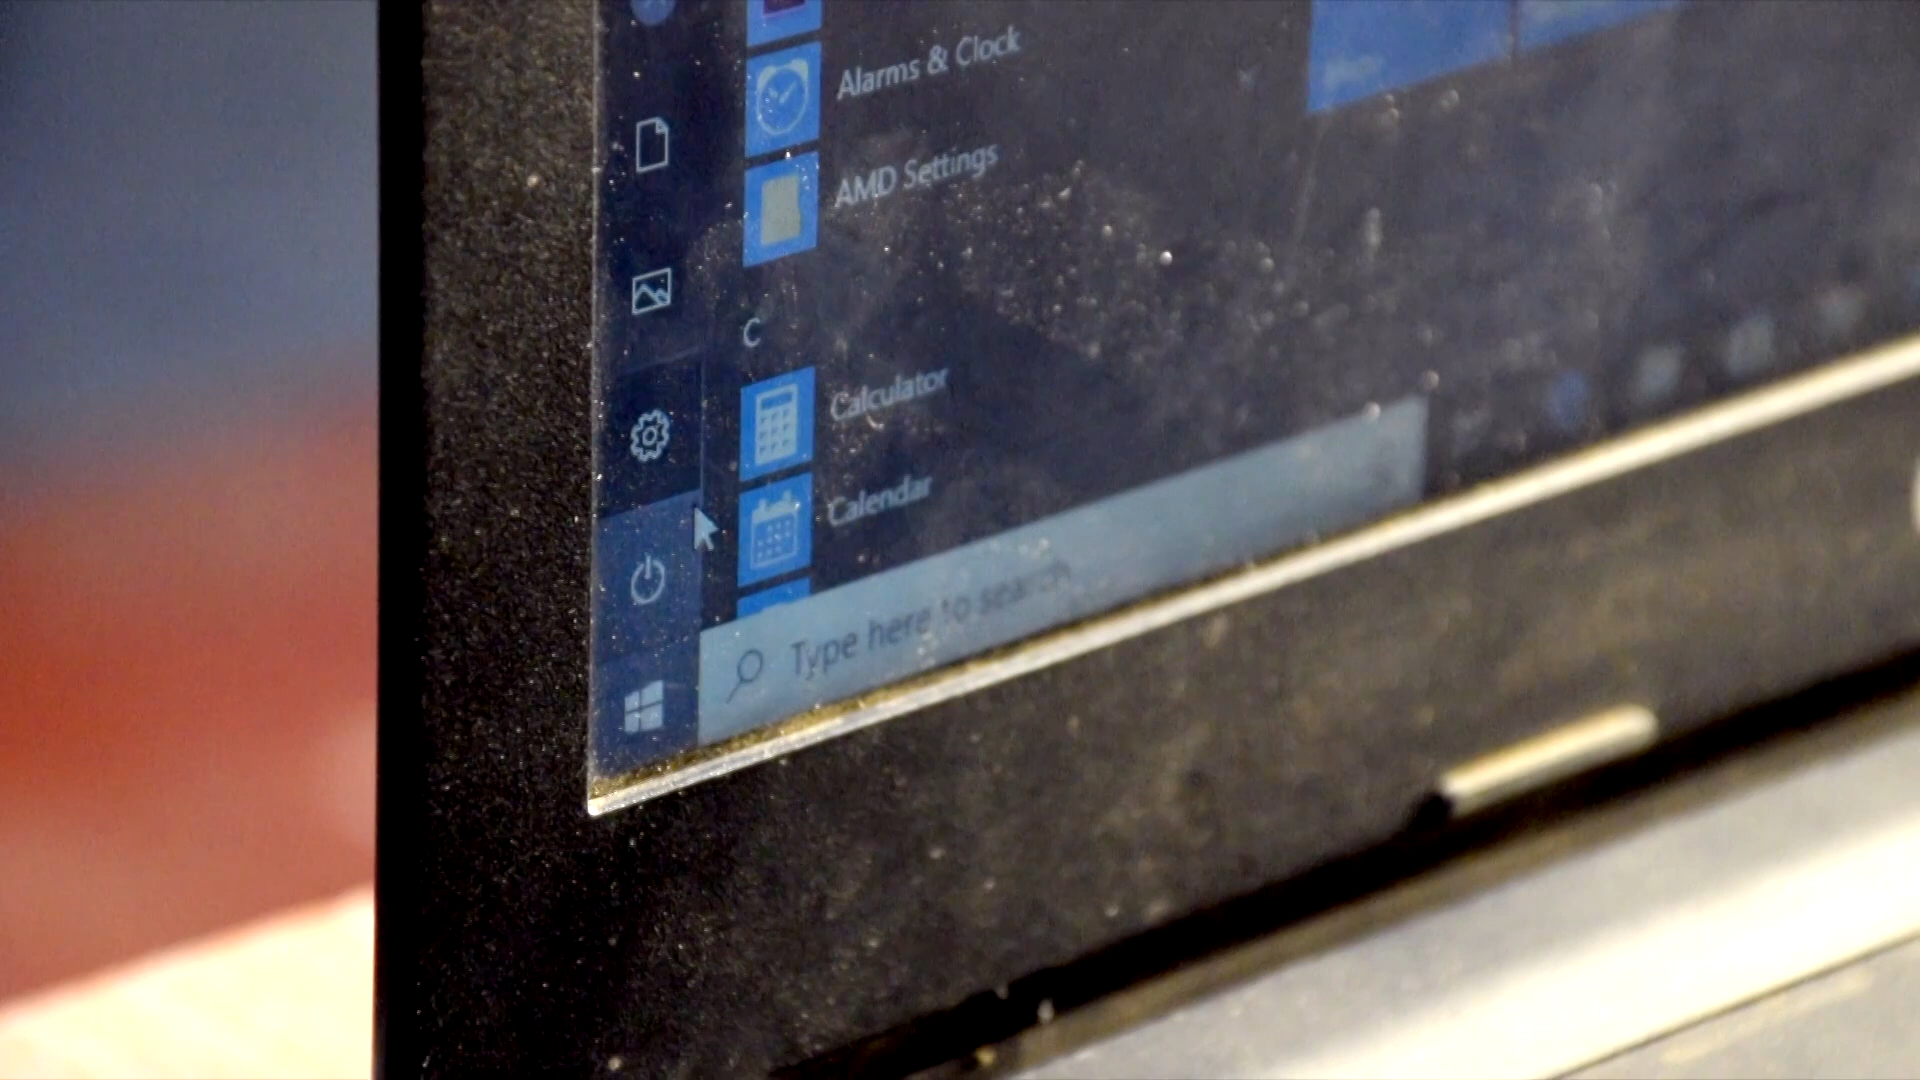 Alarms & Clock
AMD Settings
C
Calculator
Calendar
Type here to search